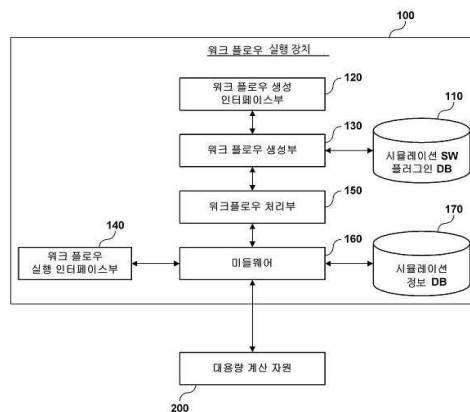 100
워크 플로우 실행 장치
120
워크 플로우 생성
인터페이스부
110
130
워크 플로우 생성부
시뮬레이션 SW
플러그인 DB
150
워크플로우 처리부
140
160
170
워크 플로우
실행 인터페이스부
미들웨어
시뮬레이션
정보 DB
대용량 계산 자원
200